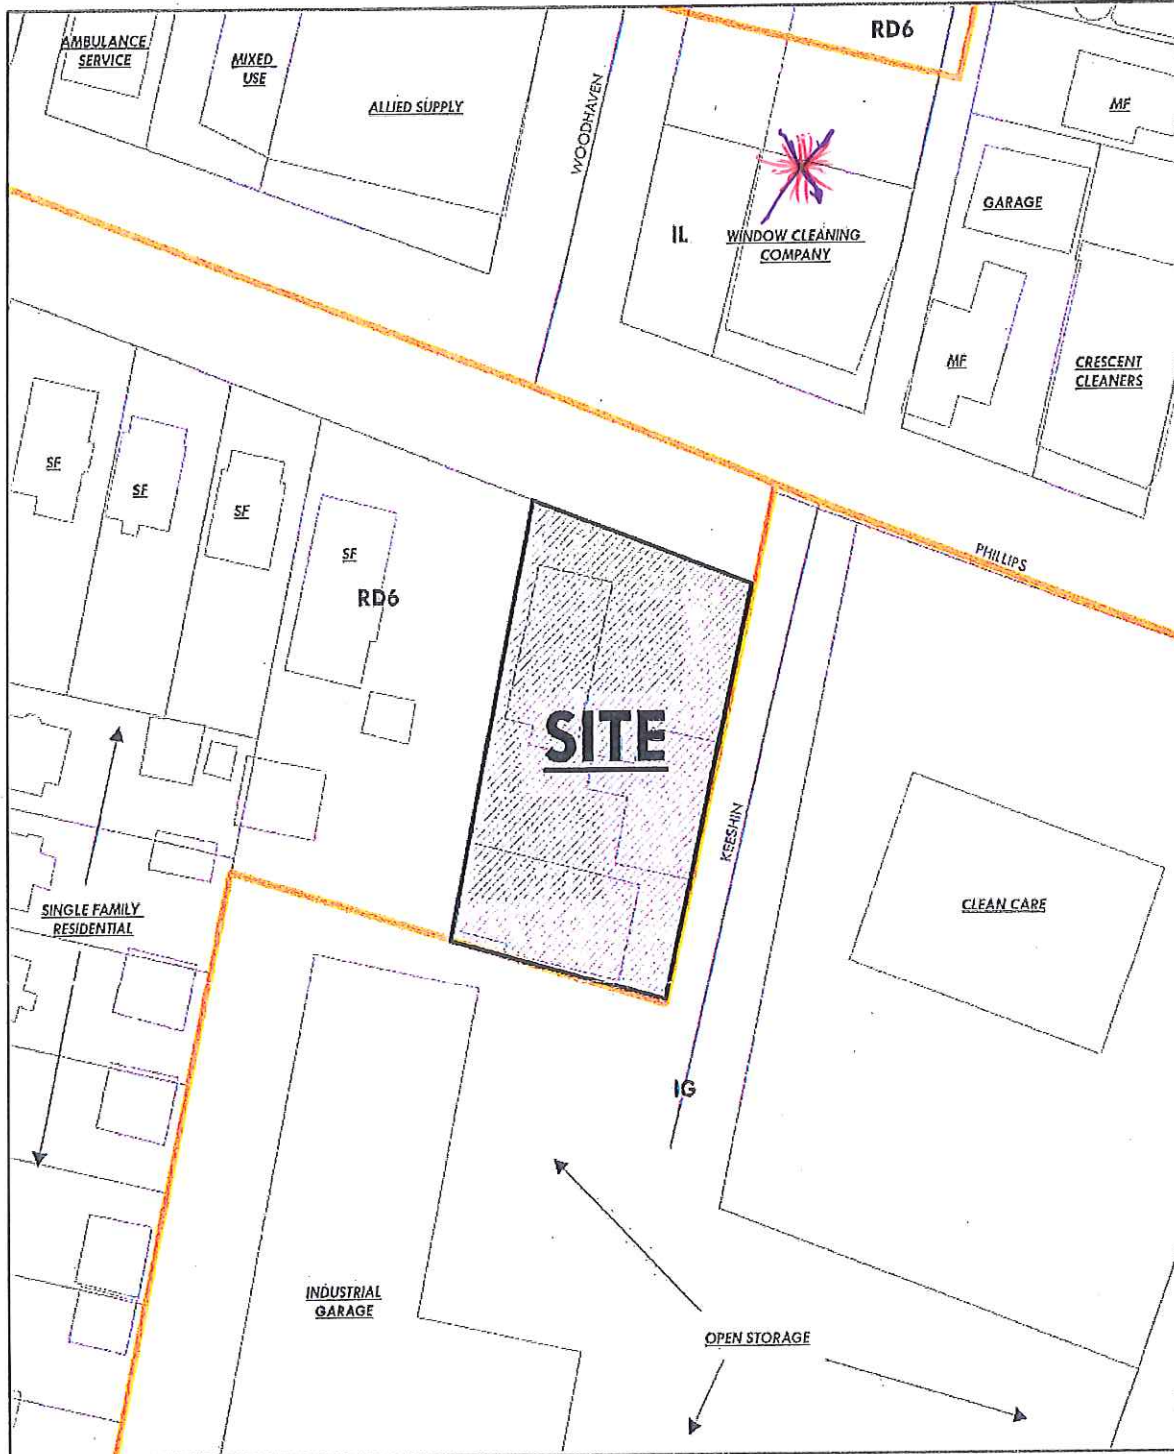 RD6
AMBULANCE
SERVICE
MIXED
USE
ALLIED SUPPLY
WOODHAVEN
MF
GARAGE
IL
WINDOW CLEANING
COMPANY
MF
CRESCENT
CLEANERS
SF
SF
SF
SF
RD6
PHILLIPS
SITE
KEESHIN
SINGLE FAMILY
RESIDENTIAL
CLEAN CARE
IG
INDUSTRIAL
GARAGE
OPEN STORAGE